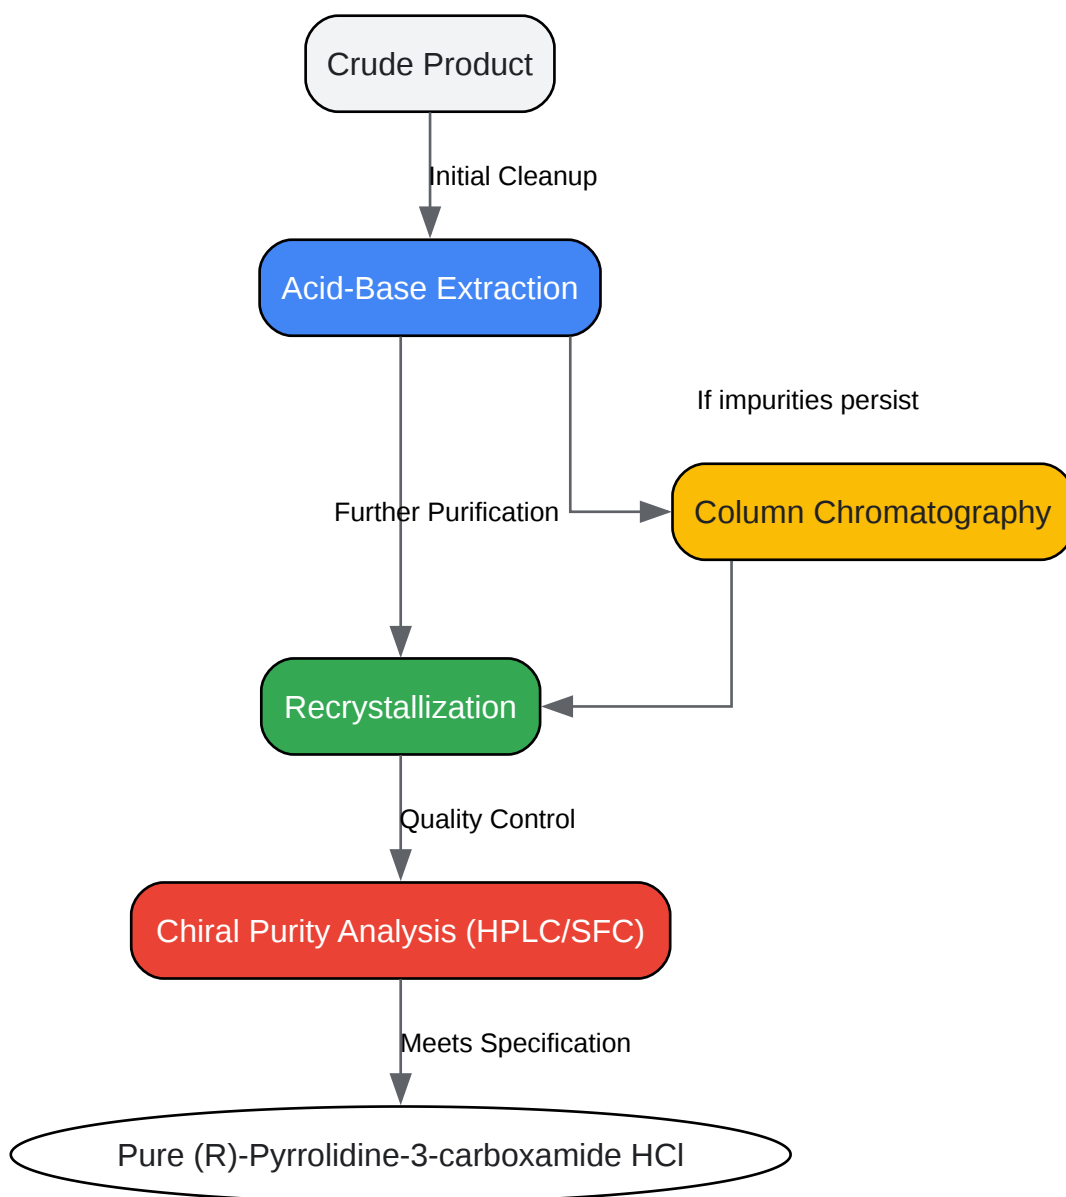 Crude Product
Initial Cleanup
Acid-Base Extraction
If impurities persist
Further Purification
Column Chromatography
Recrystallization
Quality Control
Chiral Purity Analysis (HPLC/SFC)
Meets Specification
Pure (R)-Pyrrolidine-3-carboxamide HCl